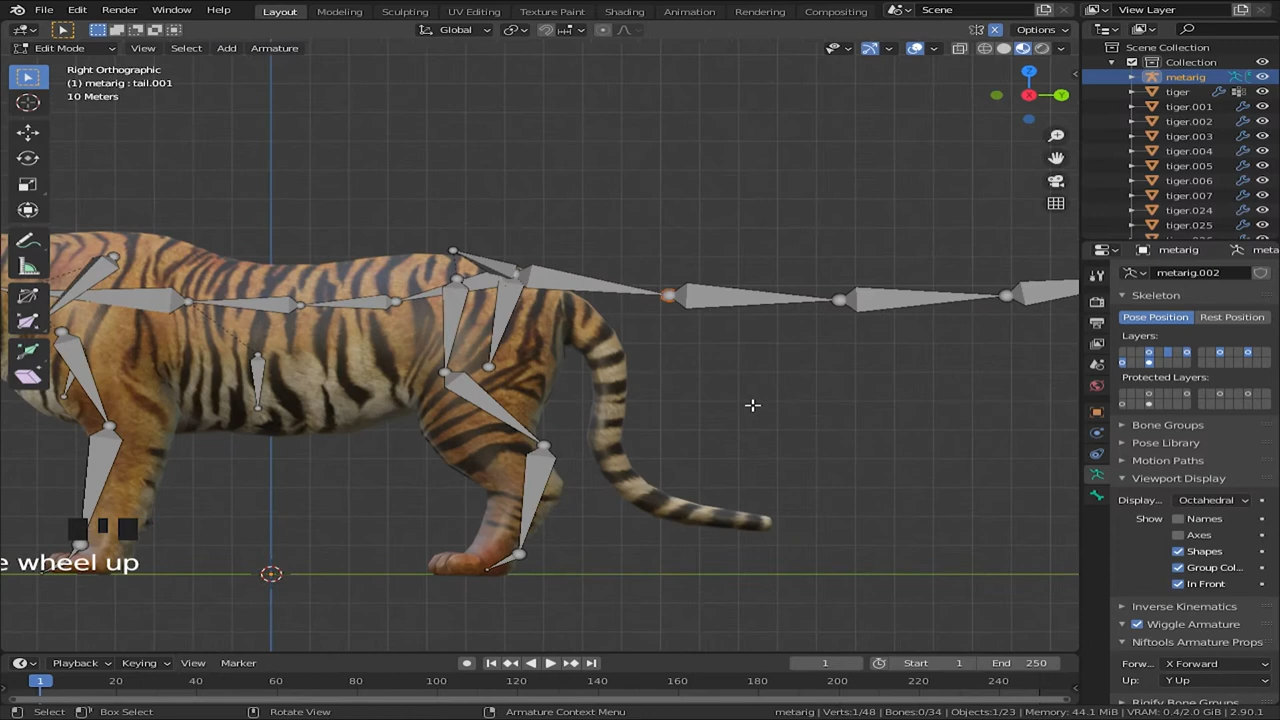 File Edit Render Window Help Layout Modeling Sculpting UV Editing Texture Paint Shading Animation Rendering Compositing Scene View Layer
Global Options
Edit Mode View Select Add Armature
Right Orthographic
(1) metarig : tail.001
10 Meters
Scene Collection
Collection
metarig
tiger
tiger.001
tiger.002
tiger.003
tiger.004
tiger.005
tiger.006
tiger.007
tiger.024
tiger.025
metarig meta
metarig.002
Skeleton
Pose Position Rest Position
Layers:
Protected Layers:
Bone Groups
Pose Library
Motion Paths
Viewport Display
Display... Octahedral
Show Names
Axes
Shapes
Group Col...
In Front
Inverse Kinematics
Wiggle Armature
Niftools Armature Props
Forw... X Forward
Up: Y Up
e wheel up
Playback Keying View Marker 1 Start 1 End 250
1 20 40 60 80 100 120 140 160 180 200 220 240
Select Box Select Rotate View Armature Context Menu metarig | Verts:1/48 | Bones:0/34 | Objects:1/23 | Memory: 44.1 MiB | VRAM: 0.4/2.0 GiB | 2.90.1